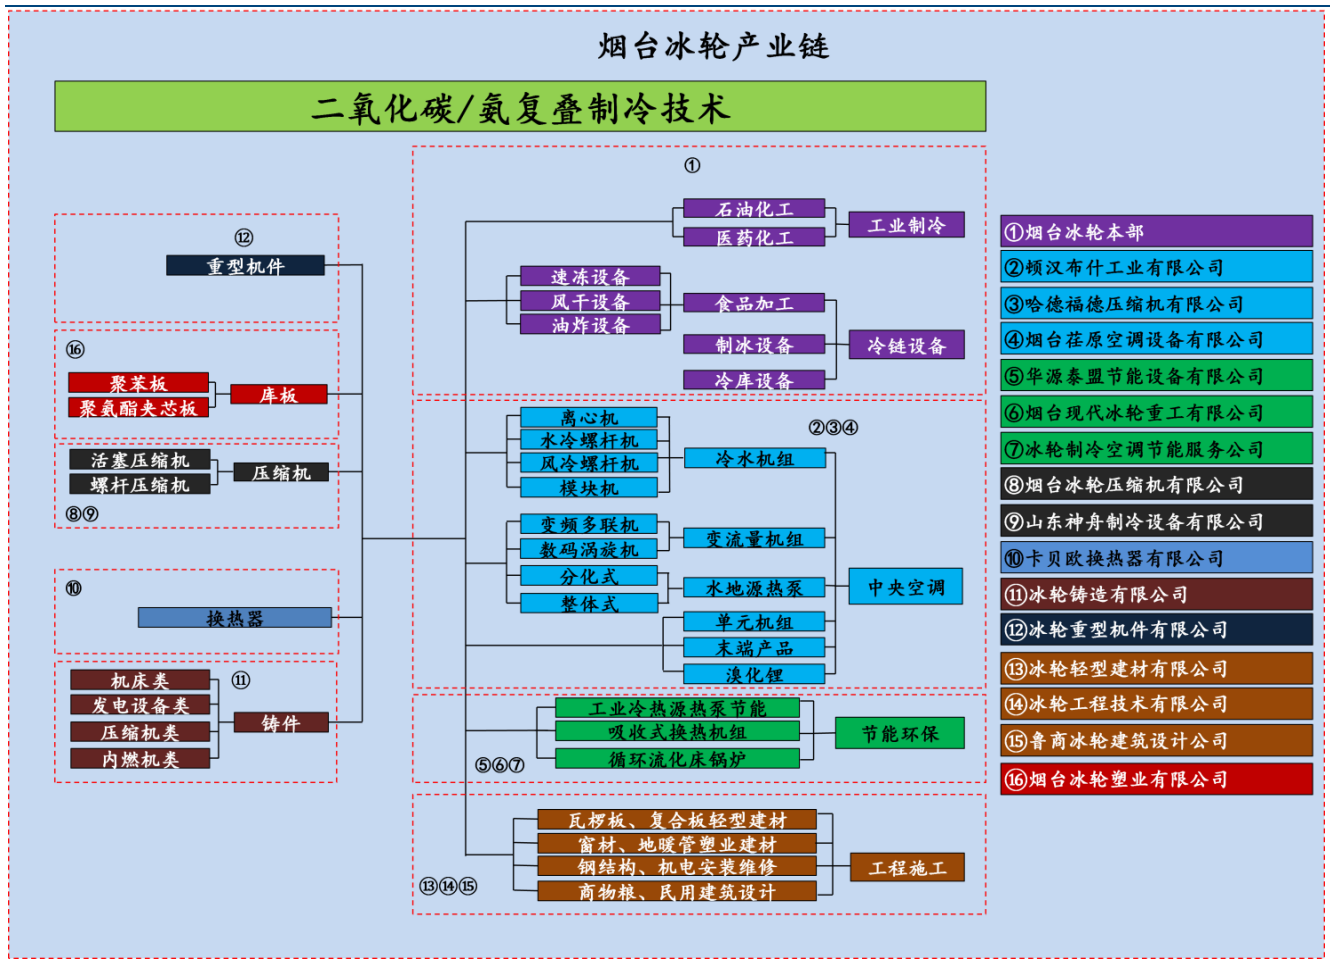 烟台冰轮产业链
二氧化碳/氨复叠制冷技术
⑫
重型机件
⑯
聚苯板
聚氨酯夹芯板
库板
活塞压缩机
螺杆压缩机
压缩机
⑧⑨
⑩
换热器
⑪
机床类
发电设备类
压缩机类
内燃机类
铸件
①
石油化工
医药化工
工业制冷
速冻设备
风干设备
油炸设备
食品加工
制冰设备
冷库设备
冷链设备
②③④
离心机
水冷螺杆机
风冷螺杆机
模块机
冷水机组
变频多联机
数码涡旋机
变流量机组
分化式
整体式
水地源热泵
单元机组
末端产品
溴化锂
中央空调
工业冷热源热泵节能
吸收式换热机组
循环流化床锅炉
节能环保
⑤⑥⑦
瓦椤板、复合板轻型建材
窗材、地暖管塑业建材
钢结构、机电安装维修
商物粮、民用建筑设计
工程施工
⑬⑭⑮
①烟台冰轮本部
②顿汉布什工业有限公司
③哈德福德压缩机有限公司
④烟台荏原空调设备有限公司
⑤华源泰盟节能设备有限公司
⑥烟台现代冰轮重工有限公司
⑦冰轮制冷空调节能服务公司
⑧烟台冰轮压缩机有限公司
⑨山东神舟制冷设备有限公司
⑩卡贝欧换热器有限公司
⑪冰轮铸造有限公司
⑫冰轮重型机件有限公司
⑬冰轮轻型建材有限公司
⑭冰轮工程技术有限公司
⑮鲁商冰轮建筑设计公司
⑯烟台冰轮塑业有限公司